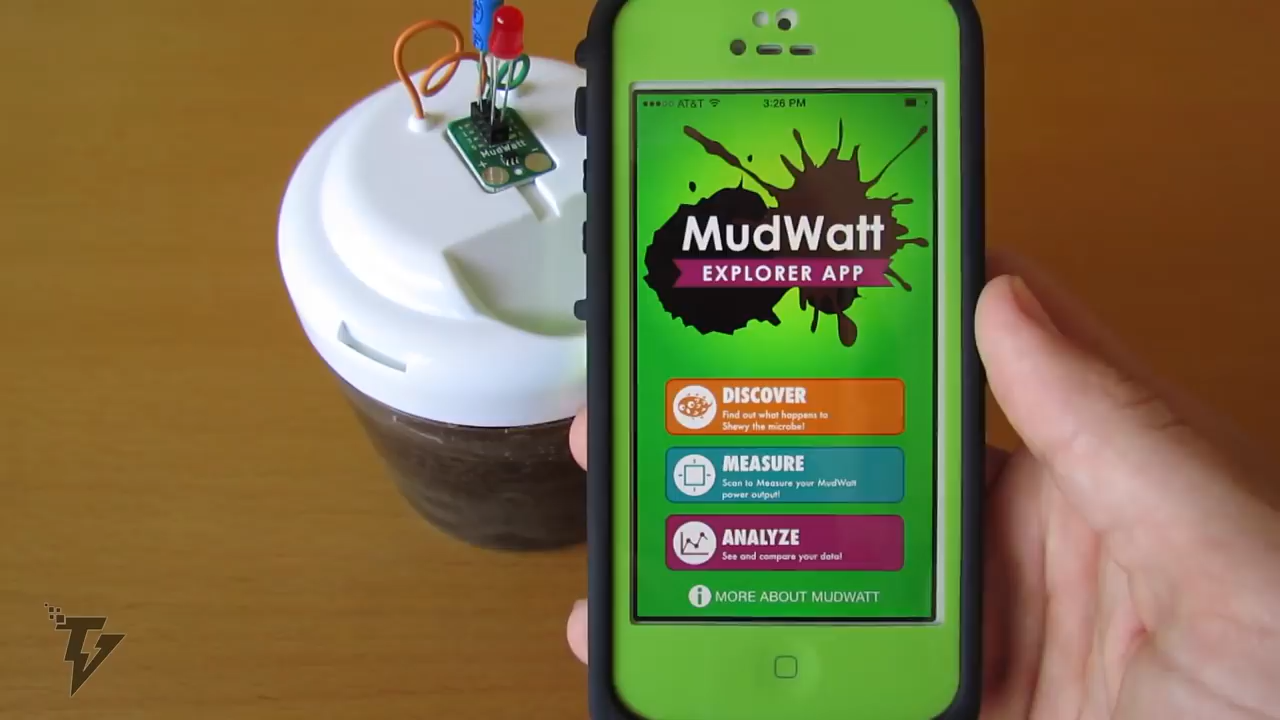 MudWatt
AT&T
3:26 PM
MudWatt
EXPLORER APP
DISCOVER
Find out what happens to
Shewy the microbe!
MEASURE
Scan to Measure your MudWatt
power output!
ANALYZE
See and compare your data!
MORE ABOUT MUDWATT